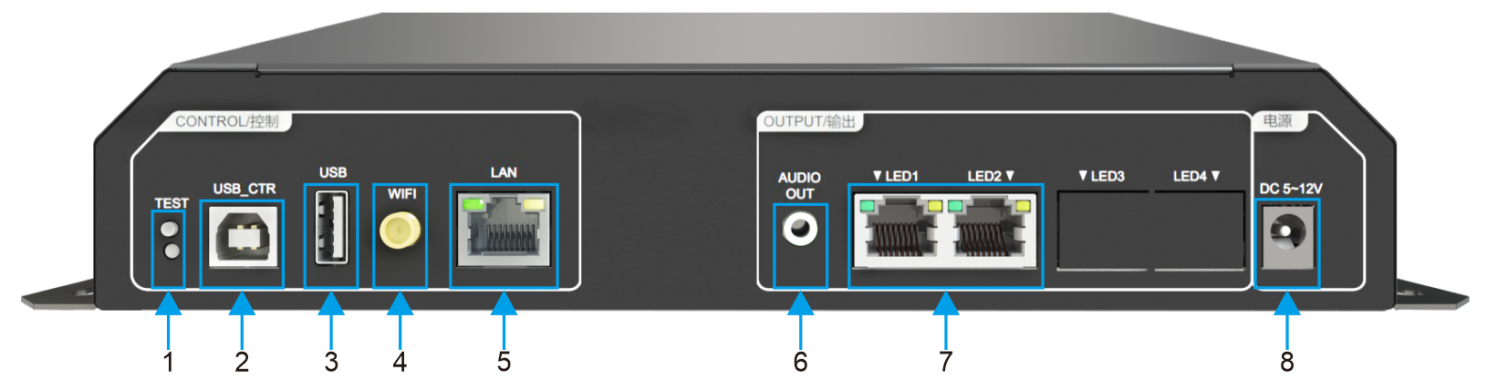 CONTROL/控制
OUTPUT/输出
电源
TEST
USB_CTR
USB
WIFI
LAN
AUDIO
OUT
▼LED1
LED2▼
▼LED3
LED4▼
DC 5~12V
1
2
3
4
5
6
7
8